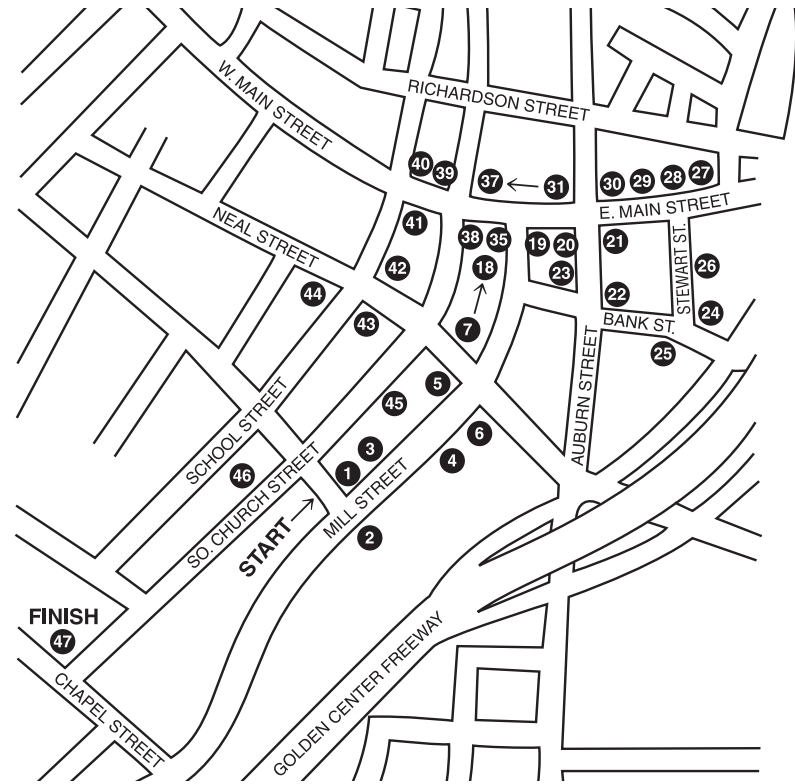 RICHARDSON STREET
W. MAIN STREET
40
39
37
31
30
29
28
27
E. MAIN STREET
NEAL STREET
41
38
35
19
20
21
STEWART ST.
26
42
18
23
44
22
24
43
7
BANK ST.
25
AUBURN STREET
5
45
SCHOOL STREET
6
3
4
46
1
SO. CHURCH STREET
MILL STREET
START
2
FINISH
47
CHAPEL STREET
GOLDEN CENTER FREEWAY